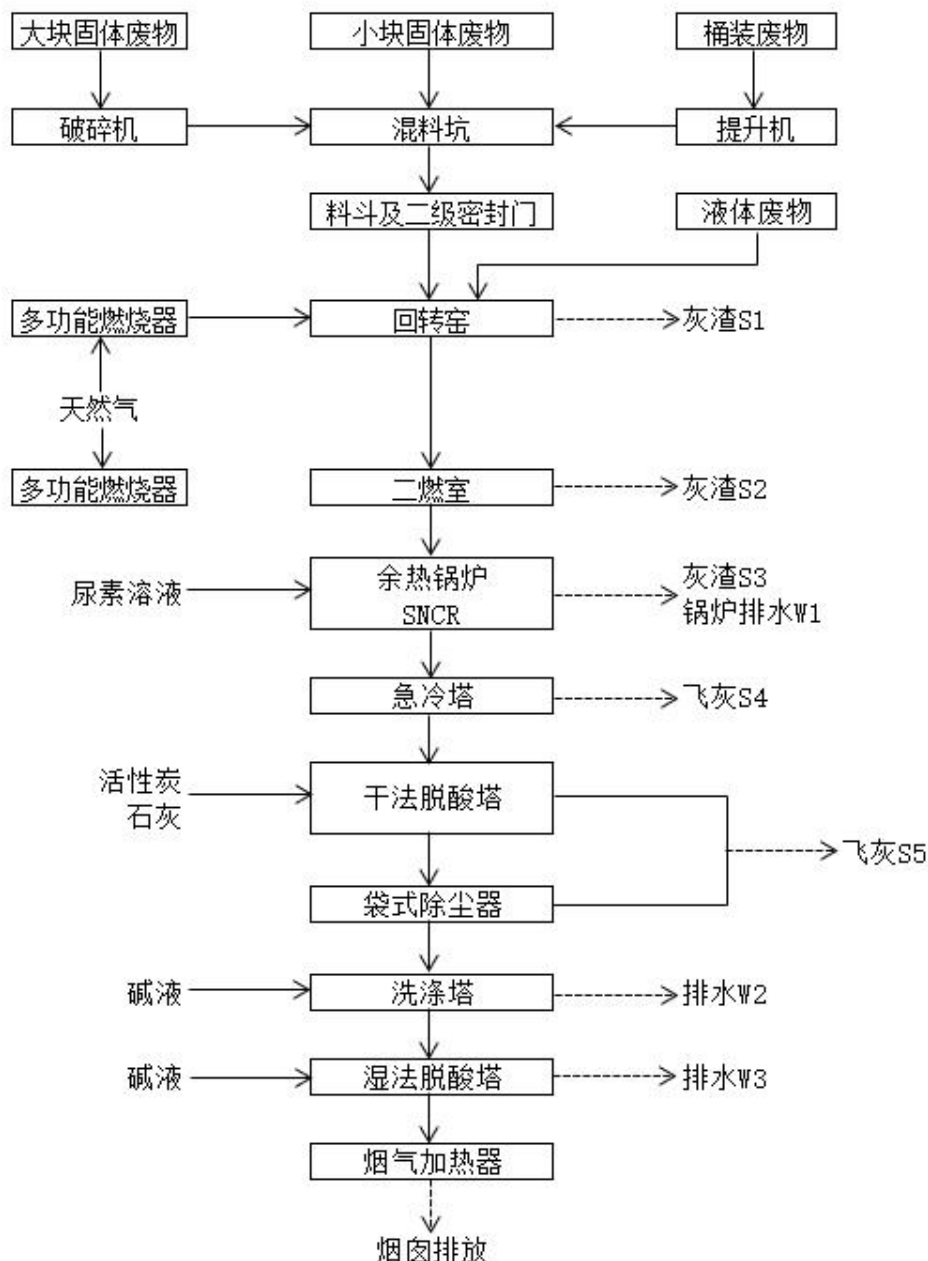 大块固体废物
小块固体废物
桶装废物
破碎机
混料坑
提升机
料斗及二级密封门
液体废物
多功能燃烧器
回转窑
灰渣S1
天然气
多功能燃烧器
二燃室
灰渣S2
尿素溶液
余热锅炉
SNCR
灰渣S3
锅炉排水W1
急冷塔
飞灰S4
活性炭
石灰
干法脱酸塔
飞灰S5
袋式除尘器
碱液
洗涤塔
排水W2
碱液
湿法脱酸塔
排水W3
烟气加热器
烟囱排放